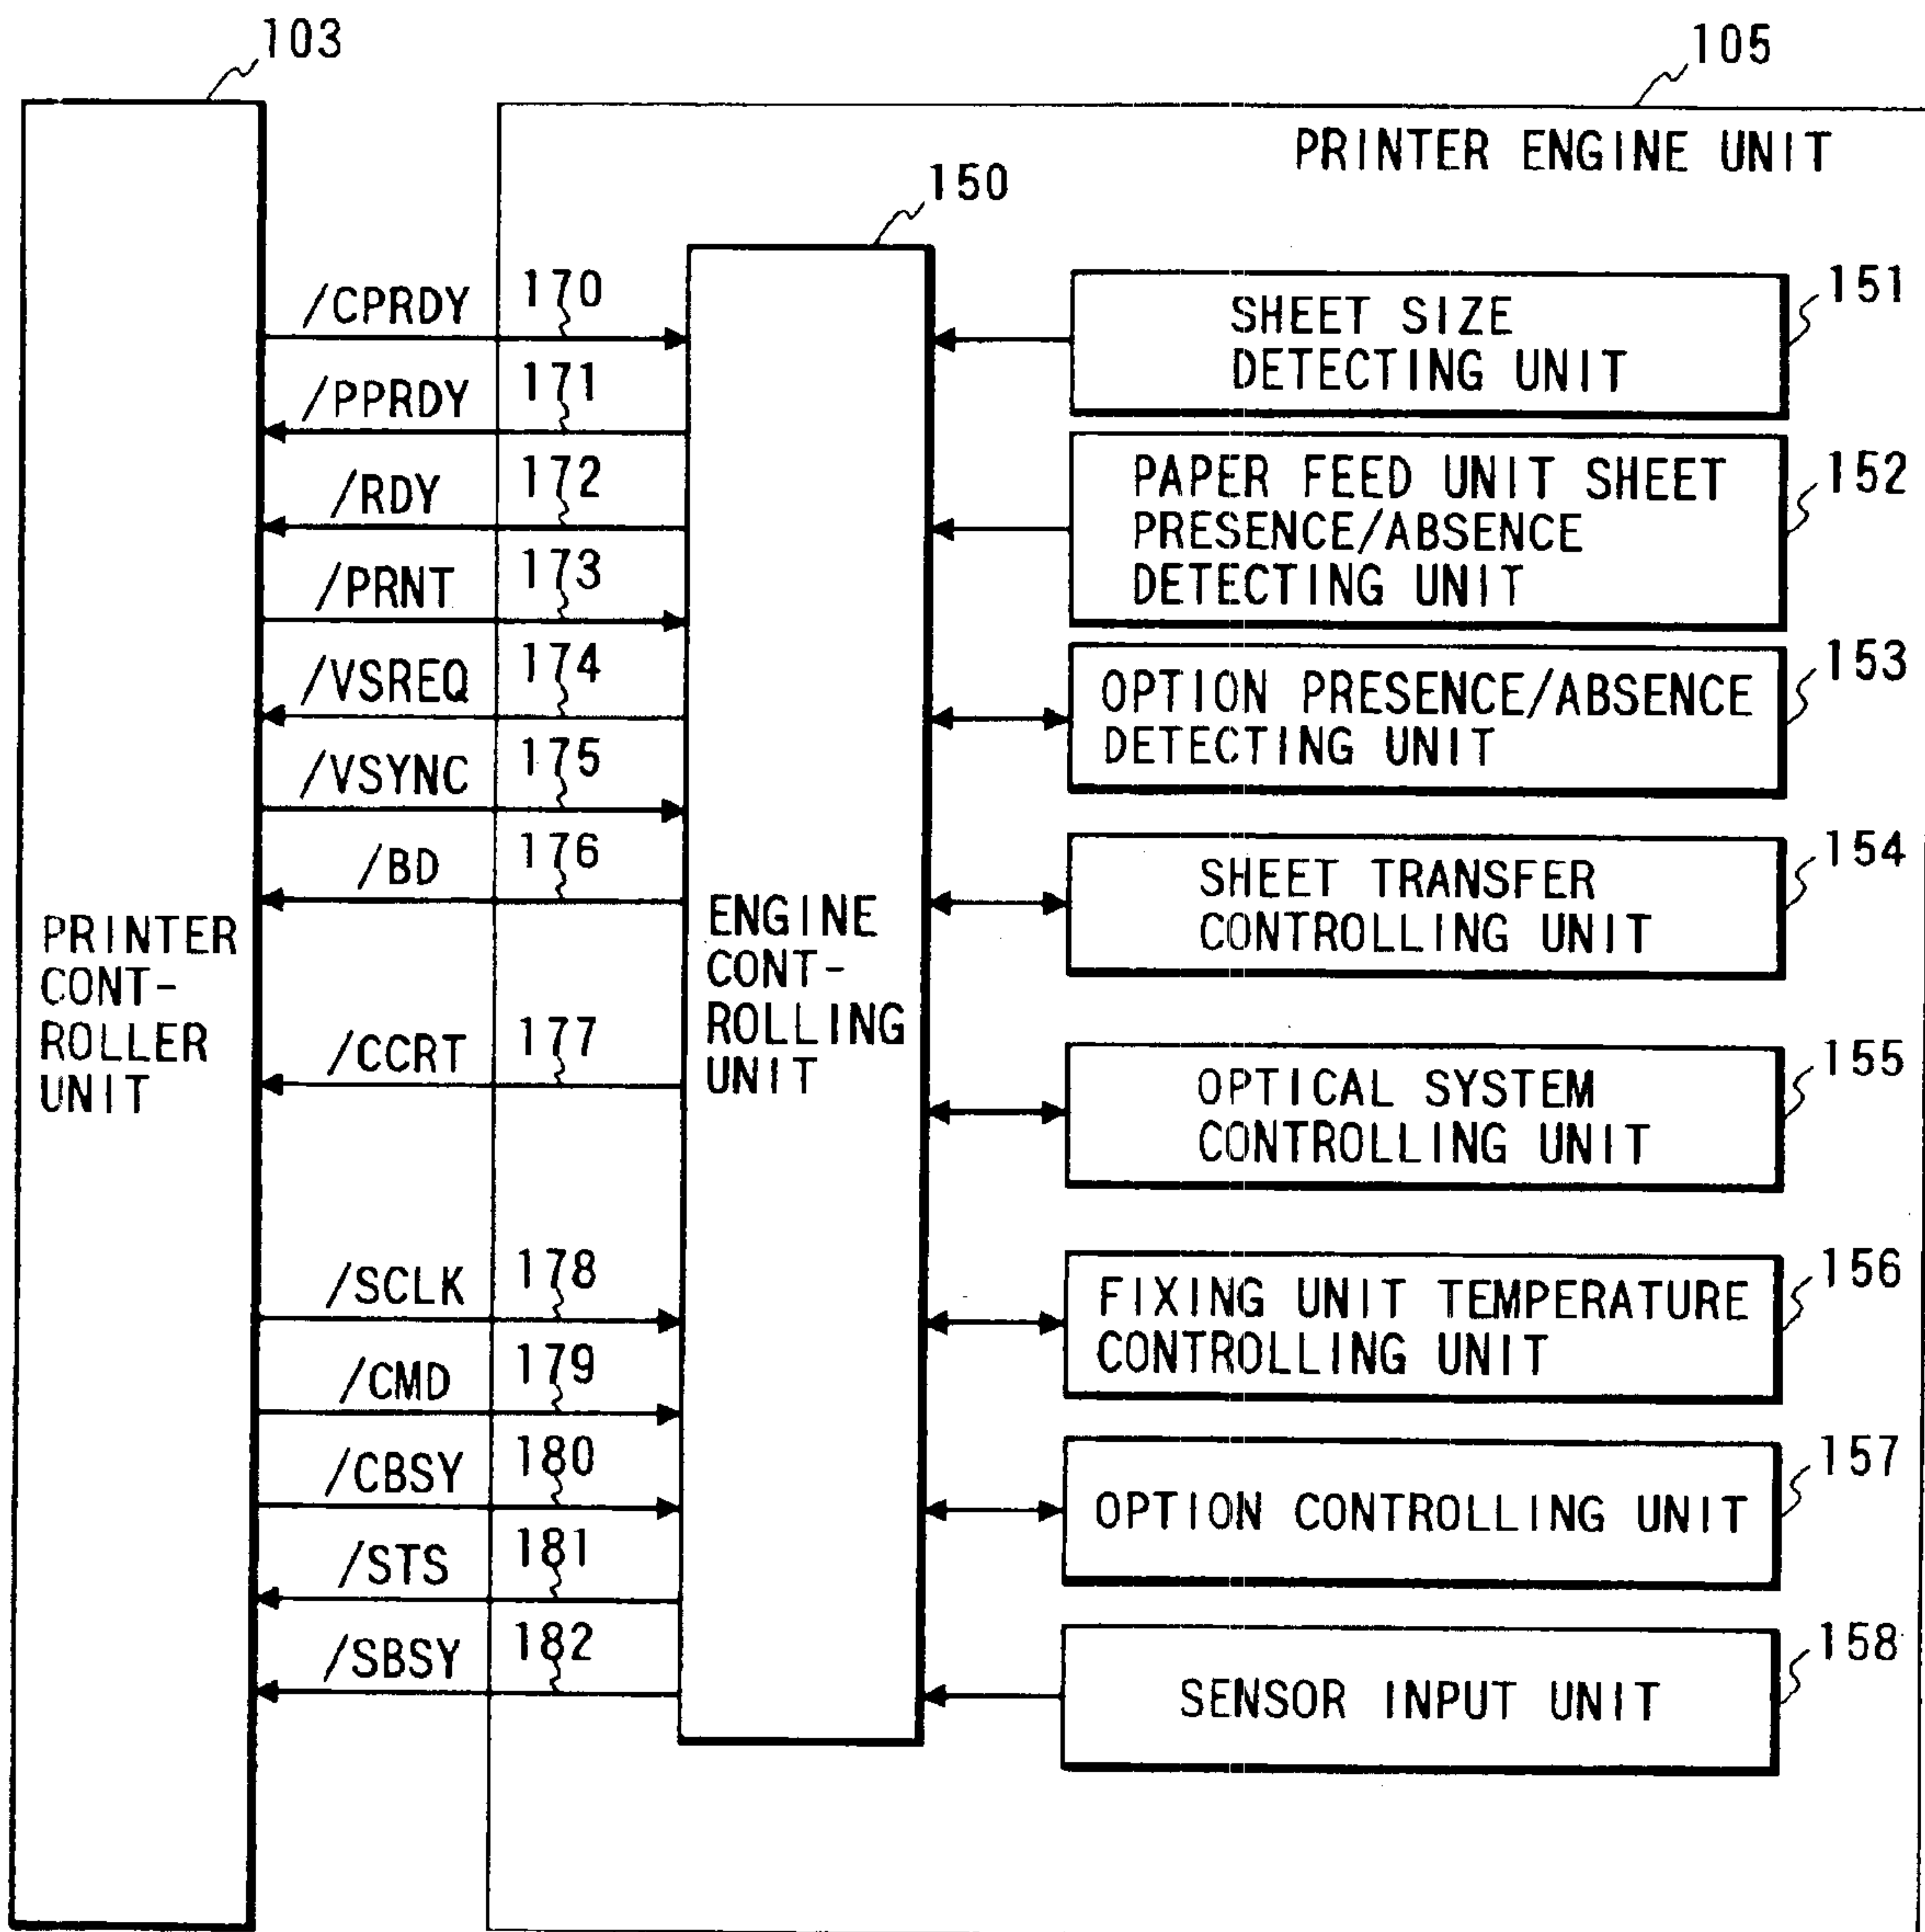 103
105
PRINTER ENGINE UNIT
150
/CPRDY 170
/PPRDY 171
/RDY 172
/PRNT 173
/VSREQ 174
/VSYNC 175
/BD 176
/CCRT 177
/SCLK 178
/CMD 179
/CBSY 180
/STS 181
/SBSY 182
PRINTER
CONT-
ROLLER
UNIT
ENGINE
CONT-
ROLLING
UNIT
SHEET SIZE
DETECTING UNIT
151
PAPER FEED UNIT SHEET
PRESENCE/ABSENCE
DETECTING UNIT
152
OPTION PRESENCE/ABSENCE
DETECTING UNIT
153
SHEET TRANSFER
CONTROLLING UNIT
154
OPTICAL SYSTEM
CONTROLLING UNIT
155
FIXING UNIT TEMPERATURE
CONTROLLING UNIT
156
OPTION CONTROLLING UNIT
157
SENSOR INPUT UNIT
158